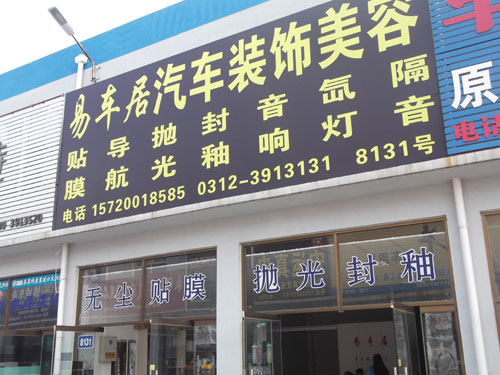 易车居汽车装饰美容
贴膜 导航 抛光 封釉 音响 氙灯 隔音
电话 15720018585 0312-3913131 8131号
原
电话
3913520
无尘贴膜
抛光封釉
8131
易车居